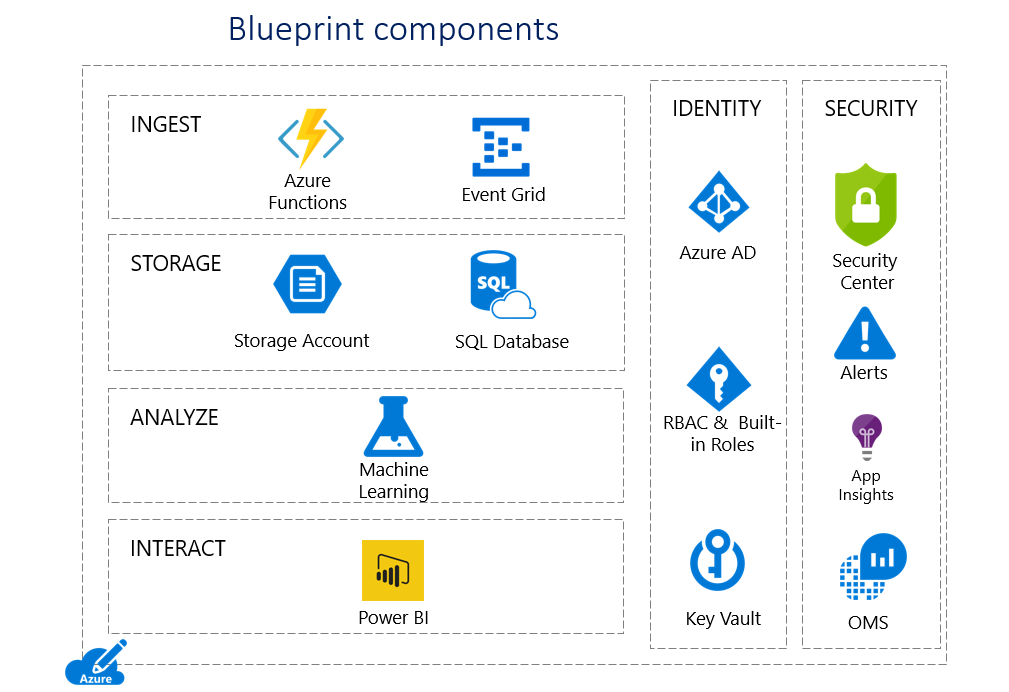 Blueprint components
INGEST
Azure
Functions
Event Grid
STORAGE
SQL
Storage Account
SQL Database
ANALYZE
Machine
Learning
INTERACT
Power BI
IDENTITY
Azure AD
RBAC & Built-
in Roles
Key Vault
SECURITY
Security
Center
Alerts
App
Insights
OMS
Azure